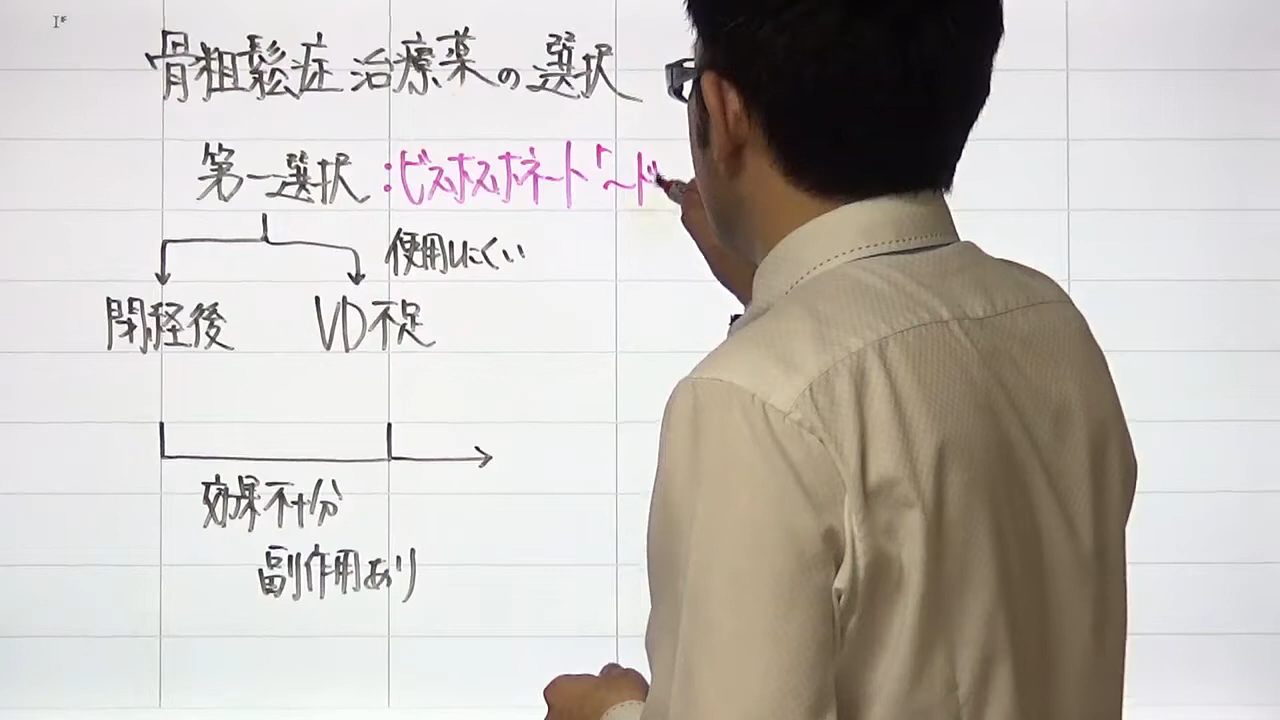 骨粗鬆症治療薬の選択
第一選択:ビスホスホネート「〜ド
使用しにくい
閉経後 VD不足
効果不十分
副作用あり